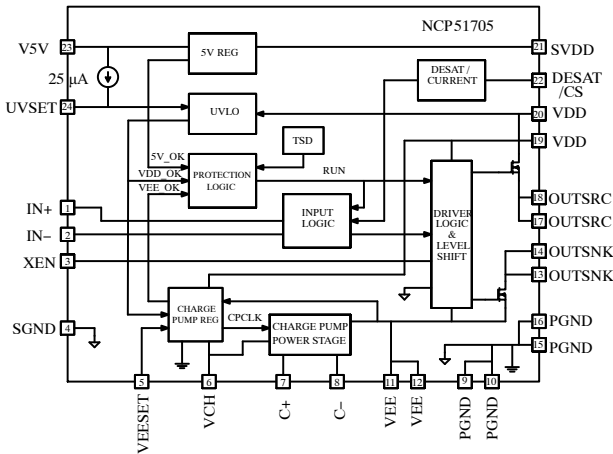 NCP51705
V5V
23
5V REG
21
SVDD
25 µA
DESAT /
CURRENT
22
DESAT
/CS
UVSET
24
UVLO
20
VDD
TSD
19
VDD
5V_OK
VDD_OK
VEE_OK
PROTECTION
LOGIC
RUN
IN+
1
INPUT
LOGIC
DRIVER
LOGIC
&
LEVEL
SHIFT
18
OUTSRC
17
OUTSRC
IN−
2
14
OUTSNK
XEN
3
13
OUTSNK
SGND
4
CHARGE
PUMP REG
CPCLK
CHARGE PUMP
POWER STAGE
16
PGND
15
PGND
5
6
7
8
11
12
9
10
VEESET
VCH
C+
C−
VEE
VEE
PGND
PGND